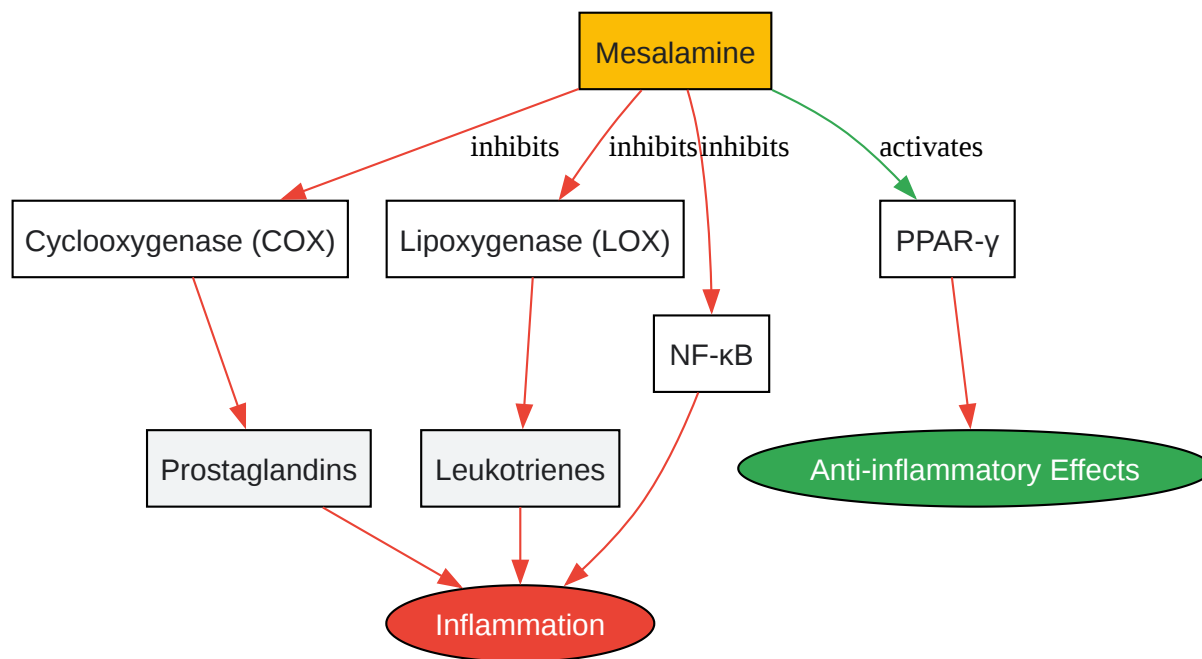 Mesalamine
inhibits
inhibits
inhibits
activates
Cyclooxygenase (COX)
Lipoxygenase (LOX)
PPAR-γ
NF-κB
Prostaglandins
Leukotrienes
Anti-inflammatory Effects
Inflammation